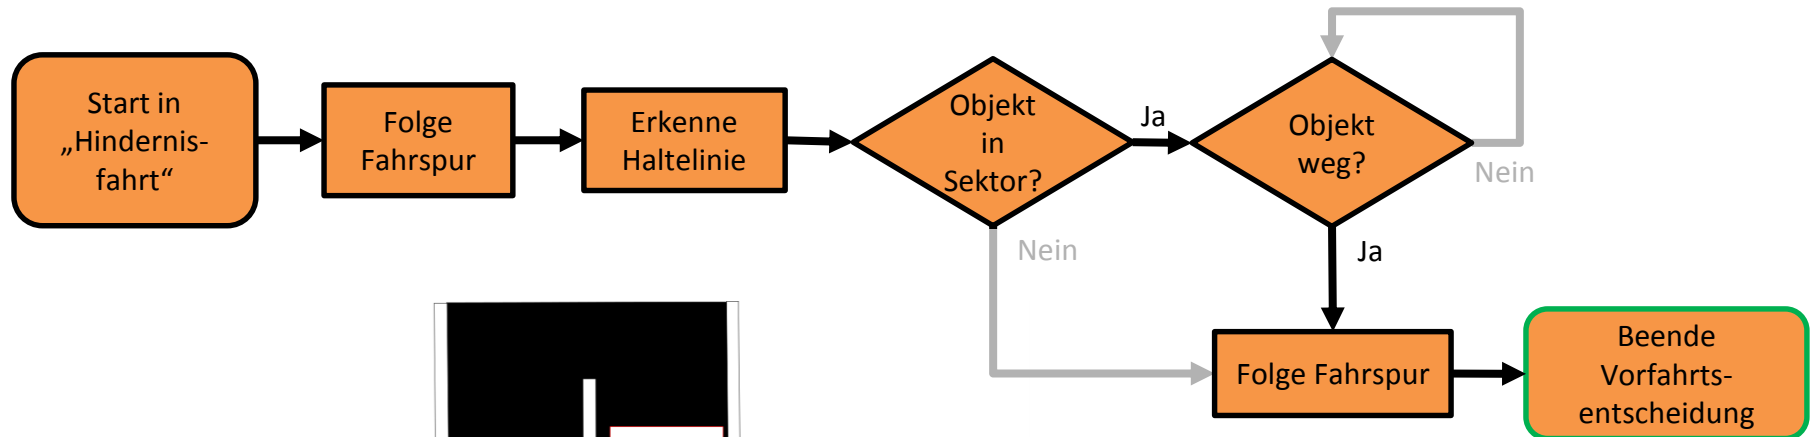 Start in
„Hindernis-
fahrt“
Folge
Fahrspur
Erkenne
Haltelinie
Objekt
in
Sektor?
Ja
Objekt
weg?
Nein
Nein
Ja
Folge Fahrspur
Beende
Vorfahrts-
entscheidung